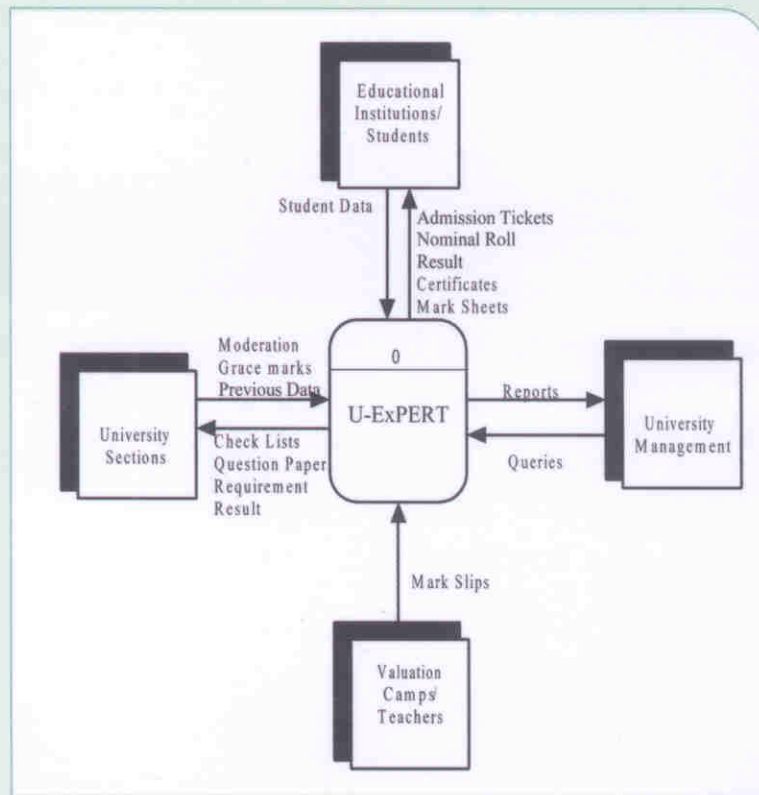 Educational
Institutions/
Students
Student Data
Admission Tickets
Nominal Roll
Result
Certificates
Mark Sheets
Moderation
Grace marks
Previous Data
0
U-ExPERT
Reports
Queries
University
Management
University
Sections
Check Lists
Question Paper
Requirement
Result
Mark Slips
Valuation
Camps/
Teachers